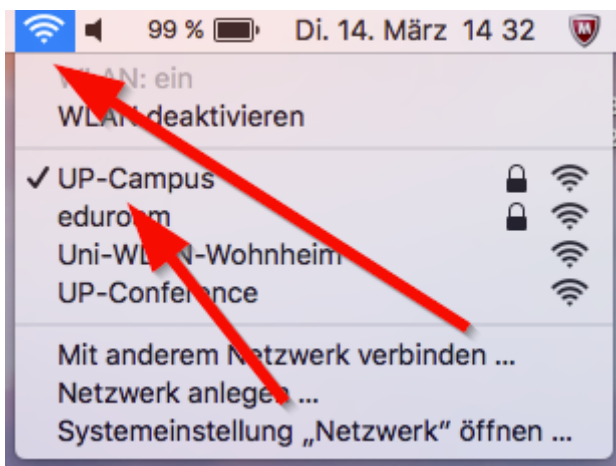 99 % Di. 14. März 14 32
WLAN: ein
WLAN deaktivieren
✓ UP-Campus
eduroam
Uni-WLAN-Wohnheim
UP-Conference
Mit anderem Netzwerk verbinden ...
Netzwerk anlegen ...
Systemeinstellung „Netzwerk“ öffnen ...